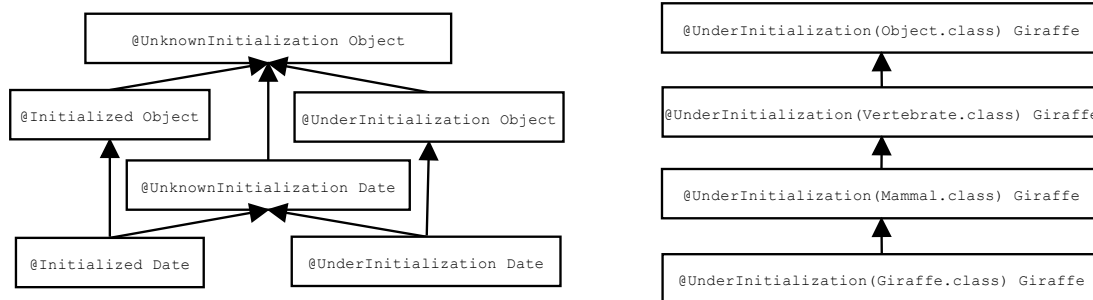 @UnknownInitialization Object
@Initialized Object
@UnderInitialization Object
@UnknownInitialization Date
@Initialized Date
@UnderInitialization Date
@UnderInitialization(Object.class) Giraffe
@UnderInitialization(Vertebrate.class) Giraffe
@UnderInitialization(Mammal.class) Giraffe
@UnderInitialization(Giraffe.class) Giraffe